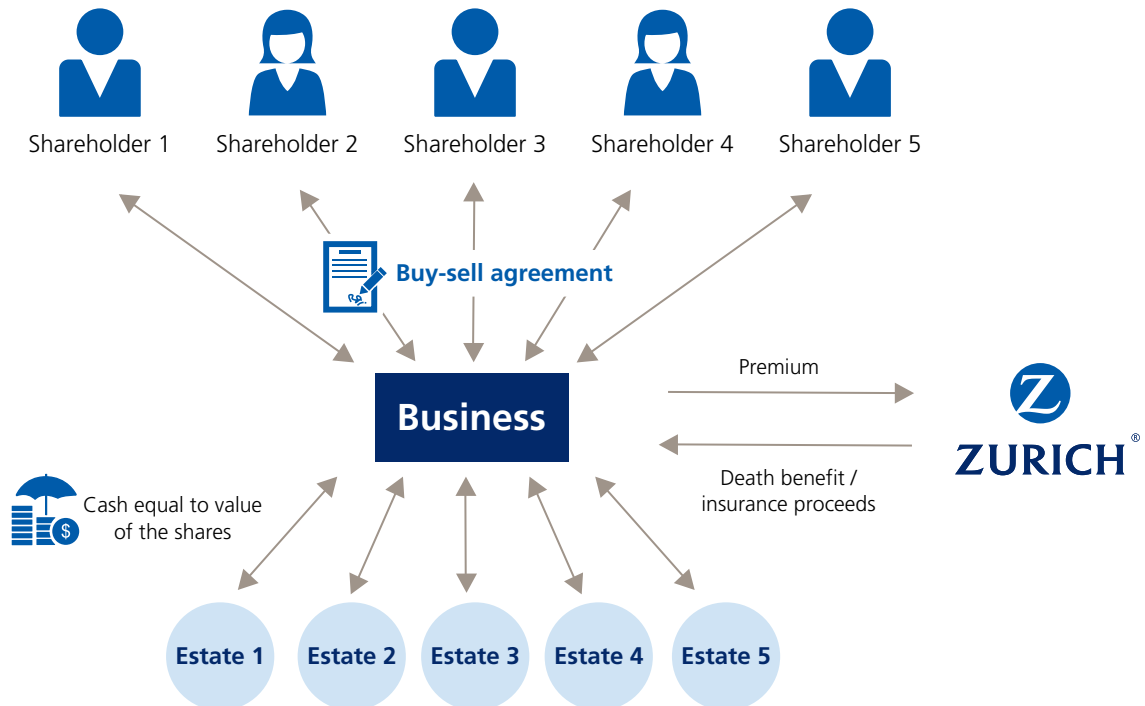 Shareholder 1
Shareholder 2
Shareholder 3
Shareholder 4
Shareholder 5
Buy-sell agreement
Business
Premium
Z
ZURICH®
Death benefit /
insurance proceeds
Cash equal to value
of the shares
$
Estate 1
Estate 2
Estate 3
Estate 4
Estate 5